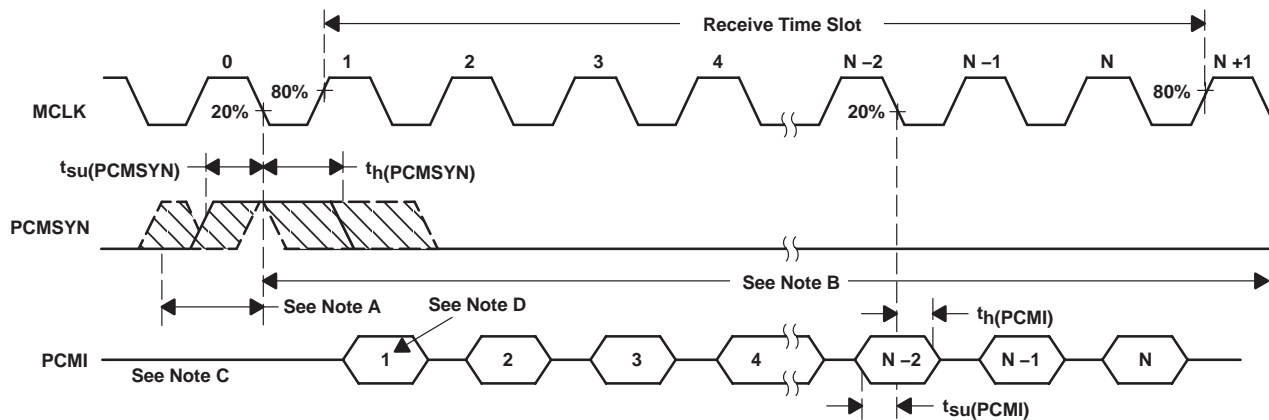 Receive Time Slot
0 1 2 3 4 N –2 N –1 N N +1
80% 80%
MCLK 20% 20%
tsu(PCMSYN) th(PCMSYN)
PCMSYN
See Note A See Note B
See Note D th(PCMI)
PCMI 1 2 3 4 N –2 N –1 N
See Note C
tsu(PCMI)